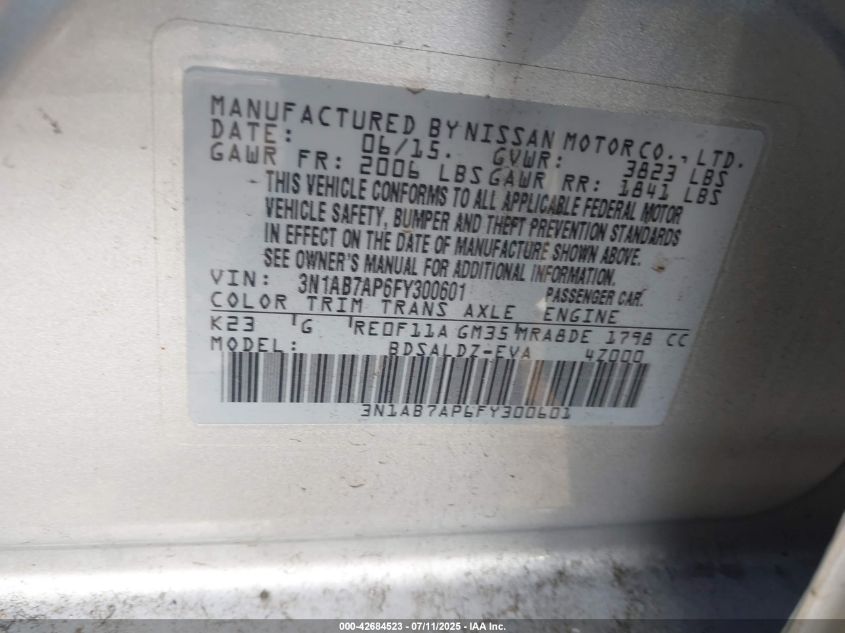 MANUFACTURED BY NISSAN MOTOR CO., LTD.
DATE: 06/15. GVWR: 3823 LBS
GAWR FR: 2006 LBS GAWR RR: 1841 LBS
THIS VEHICLE CONFORMS TO ALL APPLICABLE FEDERAL MOTOR
VEHICLE SAFETY, BUMPER AND THEFT PREVENTION STANDARDS
IN EFFECT ON THE DATE OF MANUFACTURE SHOWN ABOVE.
SEE OWNER'S MANUAL FOR ADDITIONAL INFORMATION.
VIN: 3N1AB7AP6FY300601 PASSENGER CAR.
COLOR TRIM TRANS AXLE ENGINE
K23 G RE0F11A GM35 MRA8DE 1798 CC
MODEL: BDSALDZ-EVA 4Z000
3N1AB7AP6FY300601
000-42684523 - 07/11/2025 - IAA Inc.